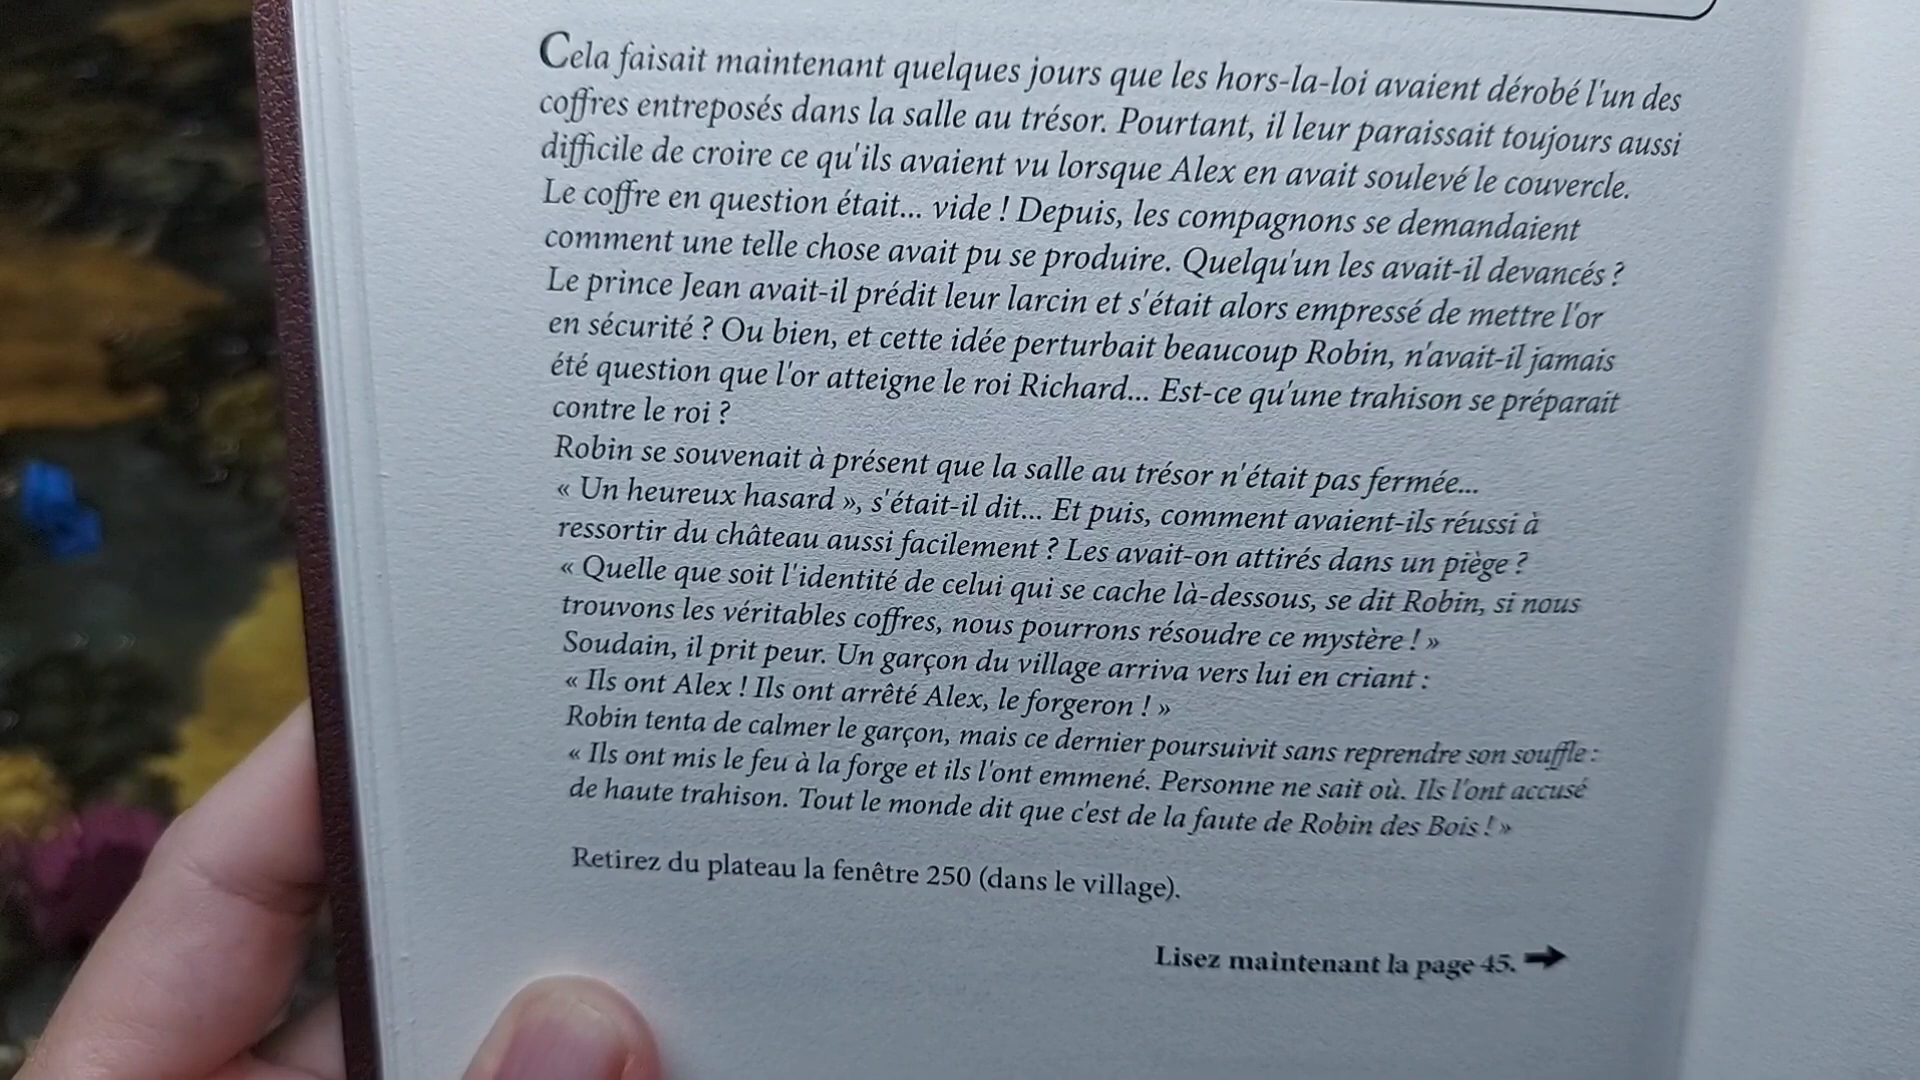 Cela faisait maintenant quelques jours que les hors-la-loi avaient dérobé l'un des
coffres entreposés dans la salle au trésor. Pourtant, il leur paraissait toujours aussi
difficile de croire ce qu'ils avaient vu lorsque Alex en avait soulevé le couvercle.
Le coffre en question était... vide ! Depuis, les compagnons se demandaient
comment une telle chose avait pu se produire. Quelqu'un les avait-il devancés ?
Le prince Jean avait-il prédit leur larcin et s'était alors empressé de mettre l'or
en sécurité ? Ou bien, et cette idée perturbait beaucoup Robin, n'avait-il jamais
été question que l'or atteigne le roi Richard... Est-ce qu'une trahison se préparait
contre le roi ?
Robin se souvenait à présent que la salle au trésor n'était pas fermée...
« Un heureux hasard », s'était-il dit... Et puis, comment avaient-ils réussi à
ressortir du château aussi facilement ? Les avait-on attirés dans un piège ?
« Quelle que soit l'identité de celui qui se cache là-dessous, se dit Robin, si nous
trouvons les véritables coffres, nous pourrons résoudre ce mystère ! »
Soudain, il prit peur. Un garçon du village arriva vers lui en criant :
« Ils ont Alex ! Ils ont arrêté Alex, le forgeron ! »
Robin tenta de calmer le garçon, mais ce dernier poursuivit sans reprendre son souffle :
« Ils ont mis le feu à la forge et ils l'ont emmené. Personne ne sait où. Ils l'ont accusé
de haute trahison. Tout le monde dit que c'est de la faute de Robin des Bois ! »
Retirez du plateau la fenêtre 250 (dans le village).
Lisez maintenant la page 45.